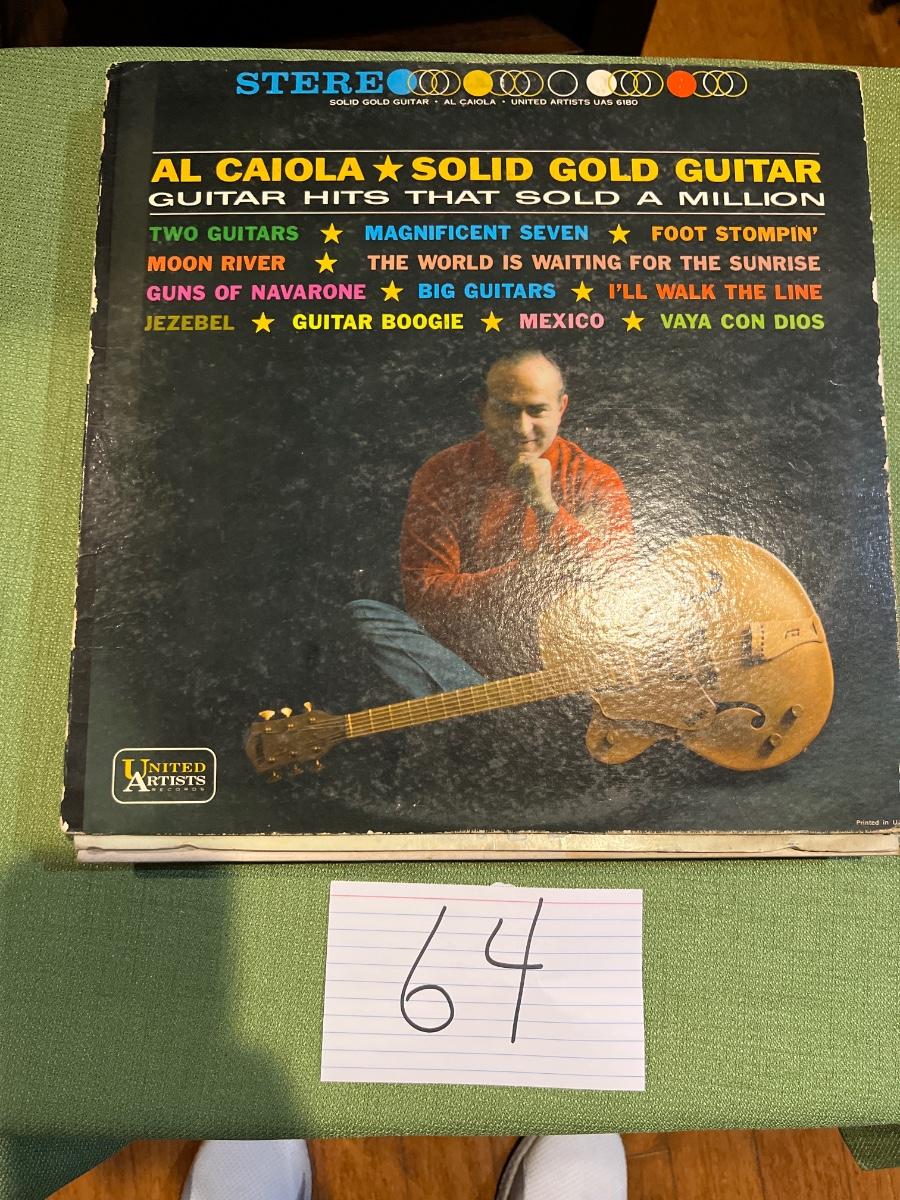 STEREO
SOLID GOLD GUITAR • AL CAIOLA • UNITED ARTISTS UAS 6180
AL CAIOLA ★ SOLID GOLD GUITAR
GUITAR HITS THAT SOLD A MILLION
TWO GUITARS ★ MAGNIFICENT SEVEN ★ FOOT STOMPIN'
MOON RIVER ★ THE WORLD IS WAITING FOR THE SUNRISE
GUNS OF NAVARONE ★ BIG GUITARS ★ I'LL WALK THE LINE
JEZEBEL ★ GUITAR BOOGIE ★ MEXICO ★ VAYA CON DIOS
UNITED
ARTISTS
RECORDS
Printed in U.
64